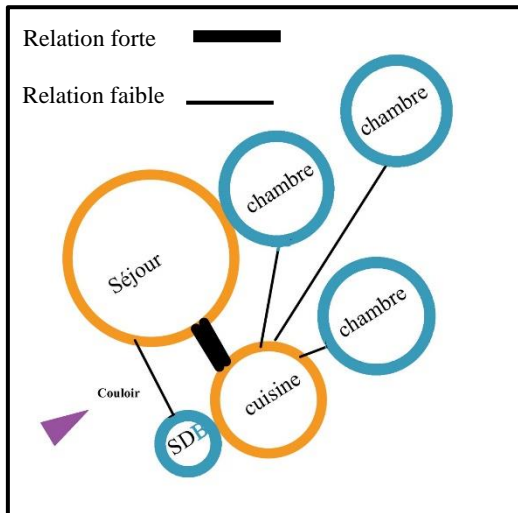 Relation forte
Relation faible
chambre
chambre
Séjour
chambre
Couloir
cuisine
SDB